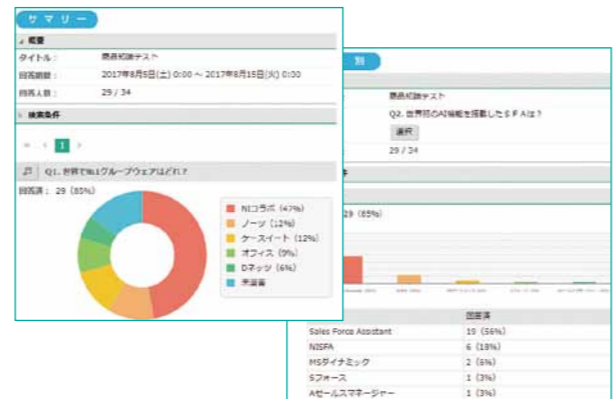 サマリー
概要
タイトル： 商品知識テスト
回答期間： 2017年8月5日(土) 0:00 ～ 2017年8月15日(火) 0:00
回答人数： 29 / 34
検索条件
« ‹ 1 ›
Q1. 世界でNo1グループウェアはどれ？
回答済： 29 (85%)
NIコラボ (47%)
ノーツ (12%)
ケースイート (12%)
オフィス (9%)
Dネッツ (6%)
未回答
別
商品知識テスト
Q2. 世界初のAI機能を搭載したSFAは？
選択
29 / 34
29 (85%)
回答済
Sales Force Assistant 19 (56%)
NISFA 6 (18%)
MSダイナミック 2 (6%)
Sフォース 1 (3%)
Aセールスマネージャー 1 (3%)